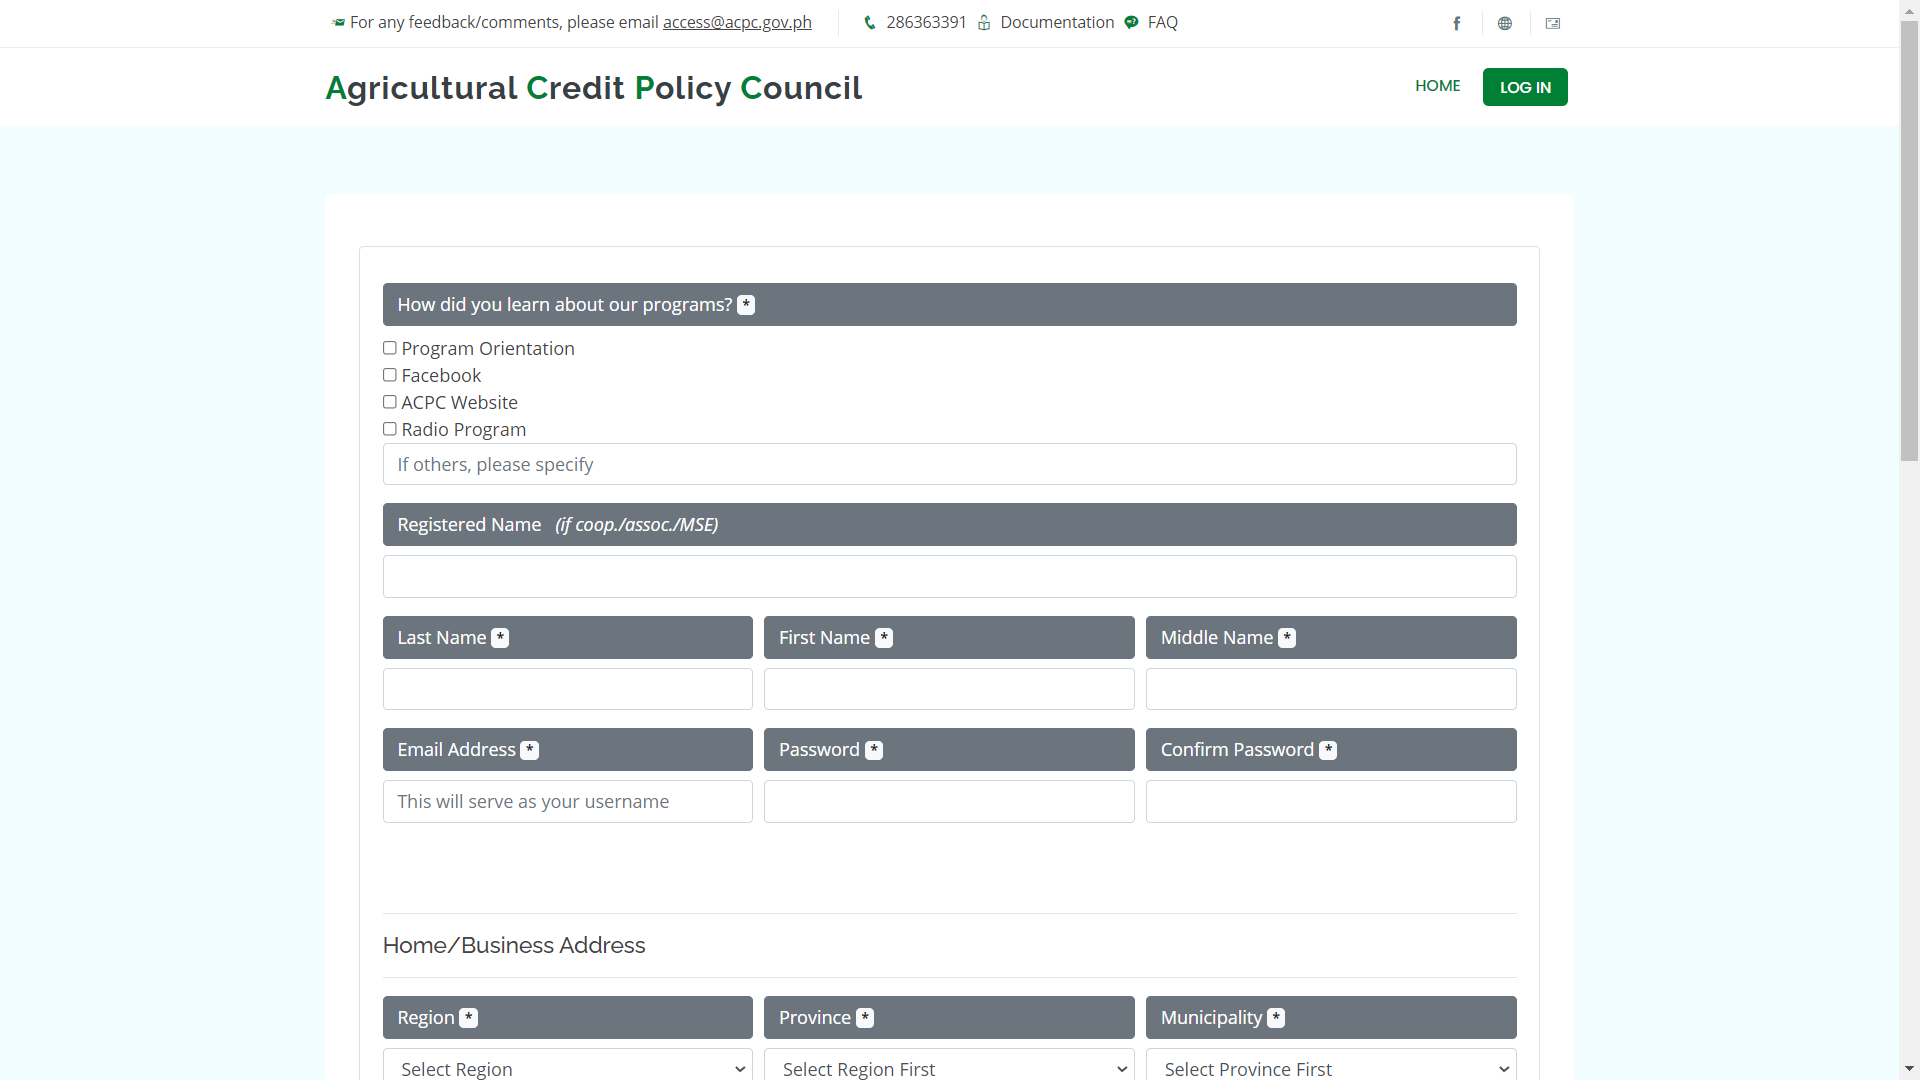 For any feedback/comments, please email access@acpc.gov.ph 286363391 Documentation FAQ
Agricultural Credit Policy Council HOME LOG IN
How did you learn about our programs? *
Program Orientation
Facebook
ACPC Website
Radio Program
If others, please specify
Registered Name (if coop./assoc./MSE)
Last Name * First Name * Middle Name *
Email Address * Password * Confirm Password *
This will serve as your username
Home/Business Address
Region * Province * Municipality *
Select Region Select Region First Select Province First